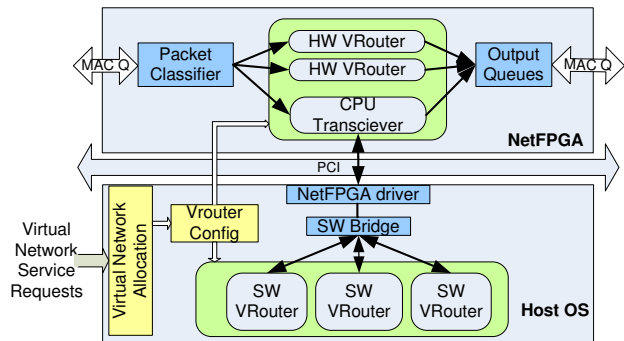 HW VRouter
Packet
Classifier
Output
Queues
MAC Q
MAC Q
HW VRouter
CPU
Transciever
NetFPGA
PCI
NetFPGA driver
Virtual Network
Allocation
Vrouter
Config
SW Bridge
Virtual
Network
Service
Requests
SW
VRouter
SW
VRouter
SW
VRouter
Host OS